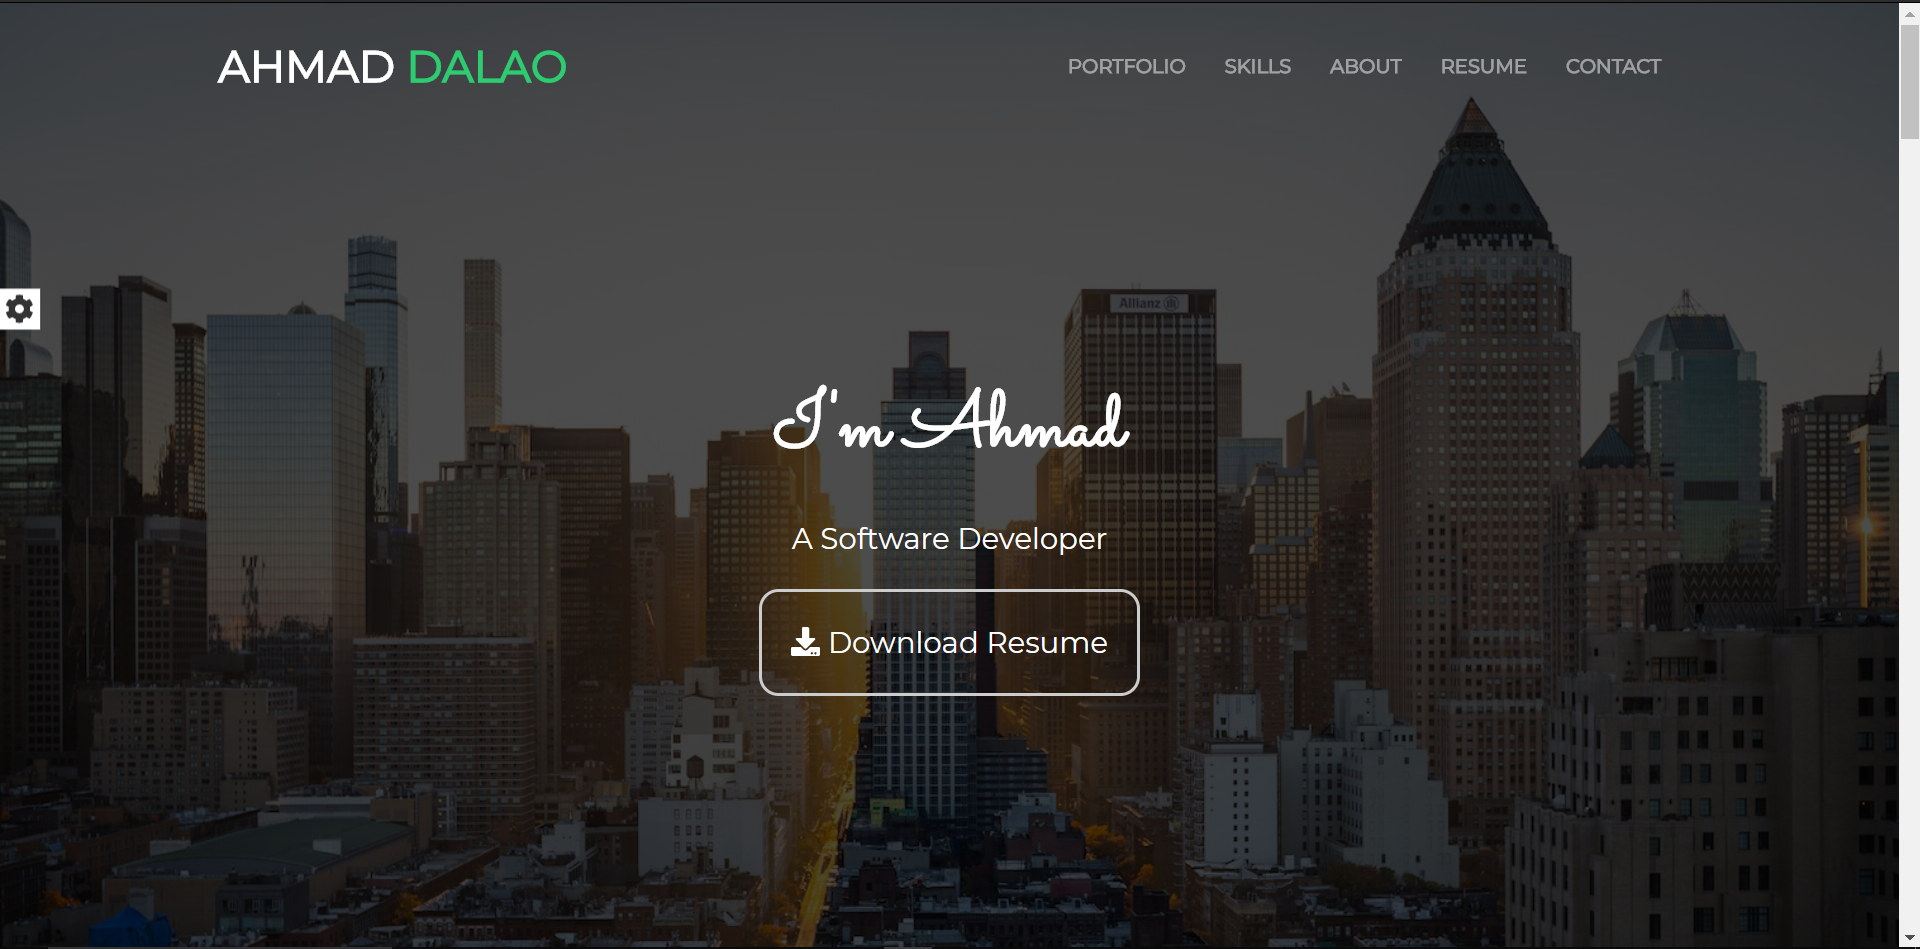 AHMAD DALAO
PORTFOLIO SKILLS ABOUT RESUME CONTACT
Allianz
I'm Ahmad
A Software Developer
Download Resume